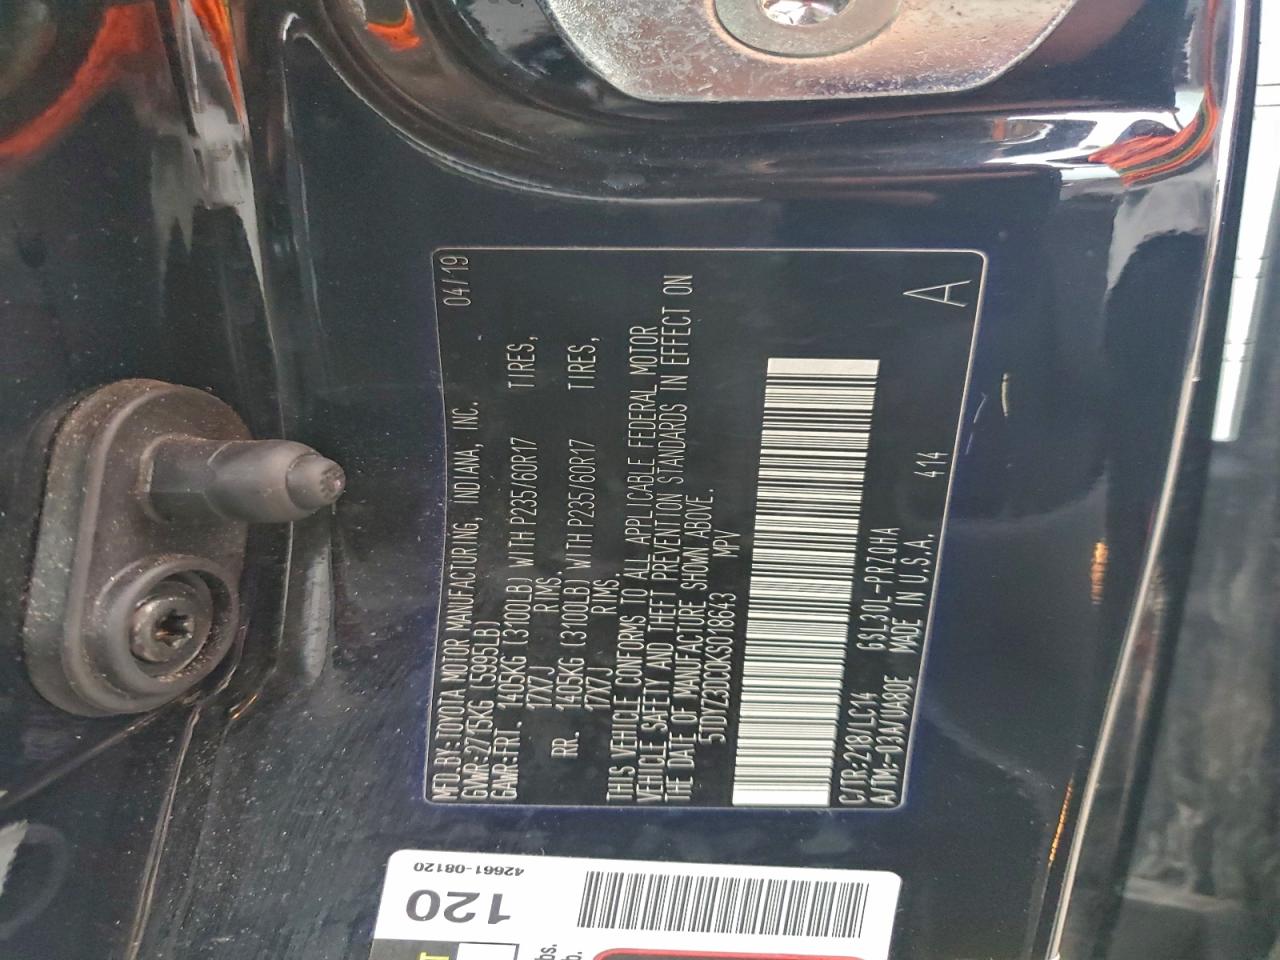 MFD.BY:TOYOTA MOTOR MANUFACTURING, INDIANA, INC. 04/19
GVWR:2715KG (5995LB)
GAWR:FRT. 1405KG (3100LB) WITH P235/60R17 TIRES,
17X7J RIMS.
RR. 1405KG (3100LB) WITH P235/60R17 TIRES,
17X7J RIMS.
THIS VEHICLE CONFORMS TO ALL APPLICABLE FEDERAL MOTOR
VEHICLE SAFETY AND THEFT PREVENTION STANDARDS IN EFFECT ON
THE DATE OF MANUFACTURE SHOWN ABOVE.
5TDYZ3DC0KS018643 MPV
C/TR:218/LC14 GSL30L-PRZQHA
A/TM:-03A/UA80E MADE IN U.S.A. 414 A
42661-08120
120